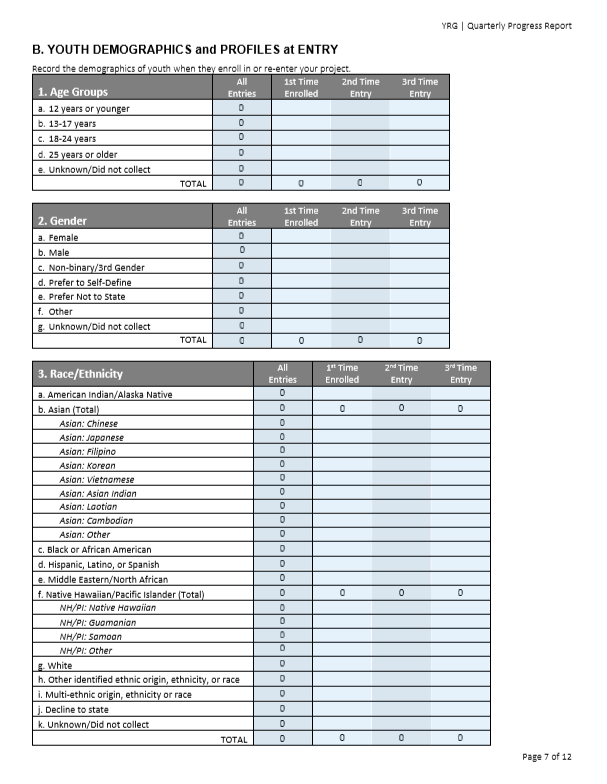 YRG | Quarterly Progress Report
B. YOUTH DEMOGRAPHICS and PROFILES at ENTRY
Record the demographics of youth when they enroll in or re-enter your project.
1. Age Groups All Entries 1st Time Enrolled 2nd Time Entry 3rd Time Entry
a. 12 years or younger 0
b. 13-17 years 0
c. 18-24 years 0
d. 25 years or older 0
e. Unknown/Did not collect 0
TOTAL 0 0 0 0
2. Gender All Entries 1st Time Enrolled 2nd Time Entry 3rd Time Entry
a. Female 0
b. Male 0
c. Non-binary/3rd Gender 0
d. Prefer to Self-Define 0
e. Prefer Not to State 0
f. Other 0
g. Unknown/Did not collect 0
TOTAL 0 0 0 0
3. Race/Ethnicity All Entries 1st Time Enrolled 2nd Time Entry 3rd Time Entry
a. American Indian/Alaska Native 0
b. Asian (Total) 0 0 0 0
Asian: Chinese 0
Asian: Japanese 0
Asian: Filipino 0
Asian: Korean 0
Asian: Vietnamese 0
Asian: Asian Indian 0
Asian: Laotian 0
Asian: Cambodian 0
Asian: Other 0
c. Black or African American 0
d. Hispanic, Latino, or Spanish 0
e. Middle Eastern/North African 0
f. Native Hawaiian/Pacific Islander (Total) 0 0 0 0
NH/PI: Native Hawaiian 0
NH/PI: Guamanian 0
NH/PI: Samoan 0
NH/PI: Other 0
g. White 0
h. Other identified ethnic origin, ethnicity, or race 0
i. Multi-ethnic origin, ethnicity or race 0
j. Decline to state 0
k. Unknown/Did not collect 0
TOTAL 0 0 0 0
Page 7 of 12